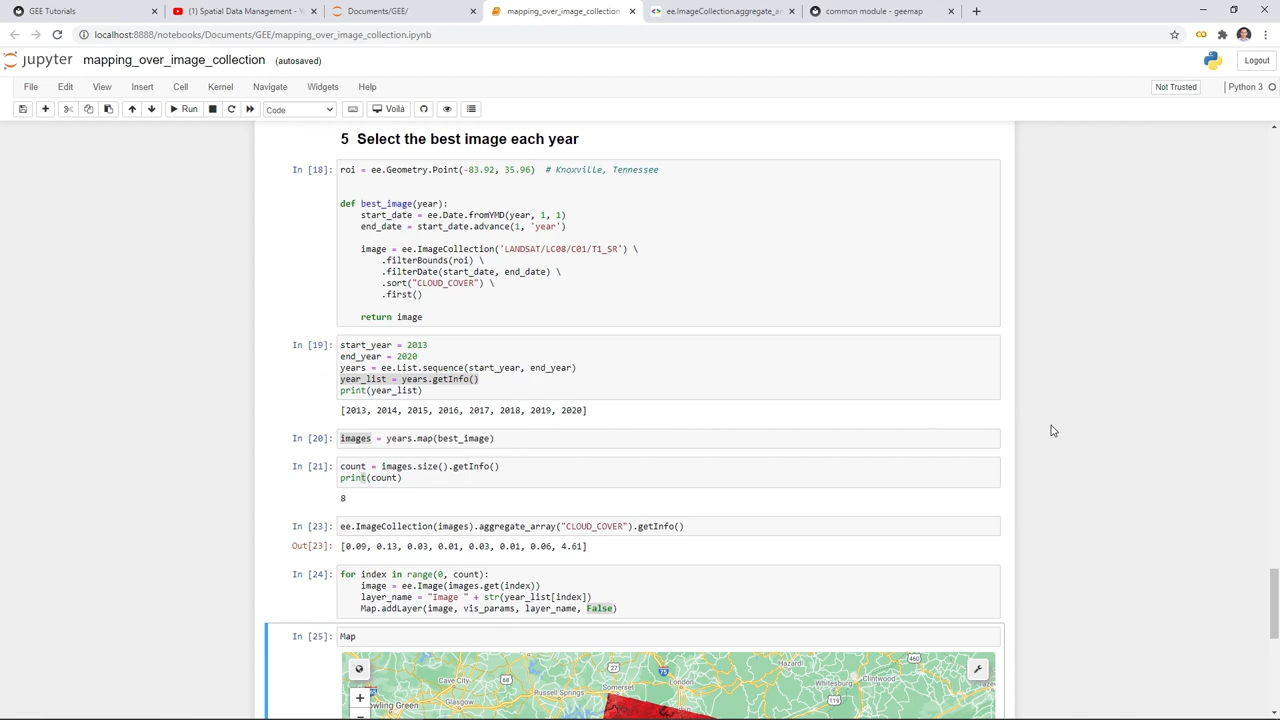 GEE Tutorials
(1) Spatial Data Management - Y
Documents/GEE/
mapping_over_image_collection
ee.ImageCollection.aggregate_a
common module - geemap
localhost:8888/notebooks/Documents/GEE/mapping_over_image_collection.ipynb
jupyter mapping_over_image_collection (autosaved)
Logout
File Edit View Insert Cell Kernel Navigate Widgets Help
Not Trusted
Python 3
Run
Code
Voilà
5 Select the best image each year
In [18]: roi = ee.Geometry.Point(-83.92, 35.96)  # Knoxville, Tennessee
def best_image(year):
start_date = ee.Date.fromYMD(year, 1, 1)
end_date = start_date.advance(1, 'year')
image = ee.ImageCollection('LANDSAT/LC08/C01/T1_SR') \
.filterBounds(roi) \
.filterDate(start_date, end_date) \
.sort("CLOUD_COVER") \
.first()
return image
In [19]: start_year = 2013
end_year = 2020
years = ee.List.sequence(start_year, end_year)
year_list = years.getInfo()
print(year_list)
[2013, 2014, 2015, 2016, 2017, 2018, 2019, 2020]
In [20]: images = years.map(best_image)
In [21]: count = images.size().getInfo()
print(count)
8
In [23]: ee.ImageCollection(images).aggregate_array("CLOUD_COVER").getInfo()
Out[23]: [0.09, 0.13, 0.03, 0.01, 0.03, 0.01, 0.06, 4.61]
In [24]: for index in range(0, count):
image = ee.Image(images.get(index))
layer_name = "Image " + str(year_list[index])
Map.addLayer(image, vis_params, layer_name, False)
In [25]: Map
27
75
460
Hazard
Cave City
68
Somerset
London
Whitesburg
Clintwood
Russell Springs
owling Green
Glasgow
119
+